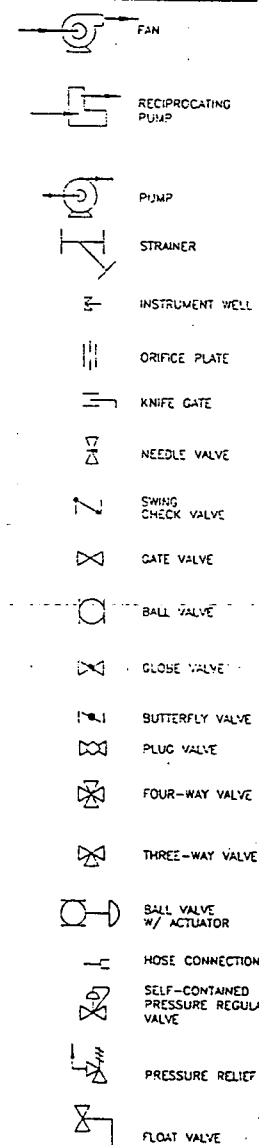 FAN
RECIPROCATING
PUMP
PUMP
STRAINER
INSTRUMENT WELL
ORIFICE PLATE
KNIFE GATE
NEEDLE VALVE
SWING
CHECK VALVE
GATE VALVE
BALL VALVE
GLOBE VALVE
BUTTERFLY VALVE
PLUG VALVE
FOUR-WAY VALVE
THREE-WAY VALVE
BALL VALVE
W/ ACTUATOR
HOSE CONNECTION
SELF-CONTAINED
PRESSURE REGULA
VALVE
PRESSURE RELIEF
FLOAT VALVE